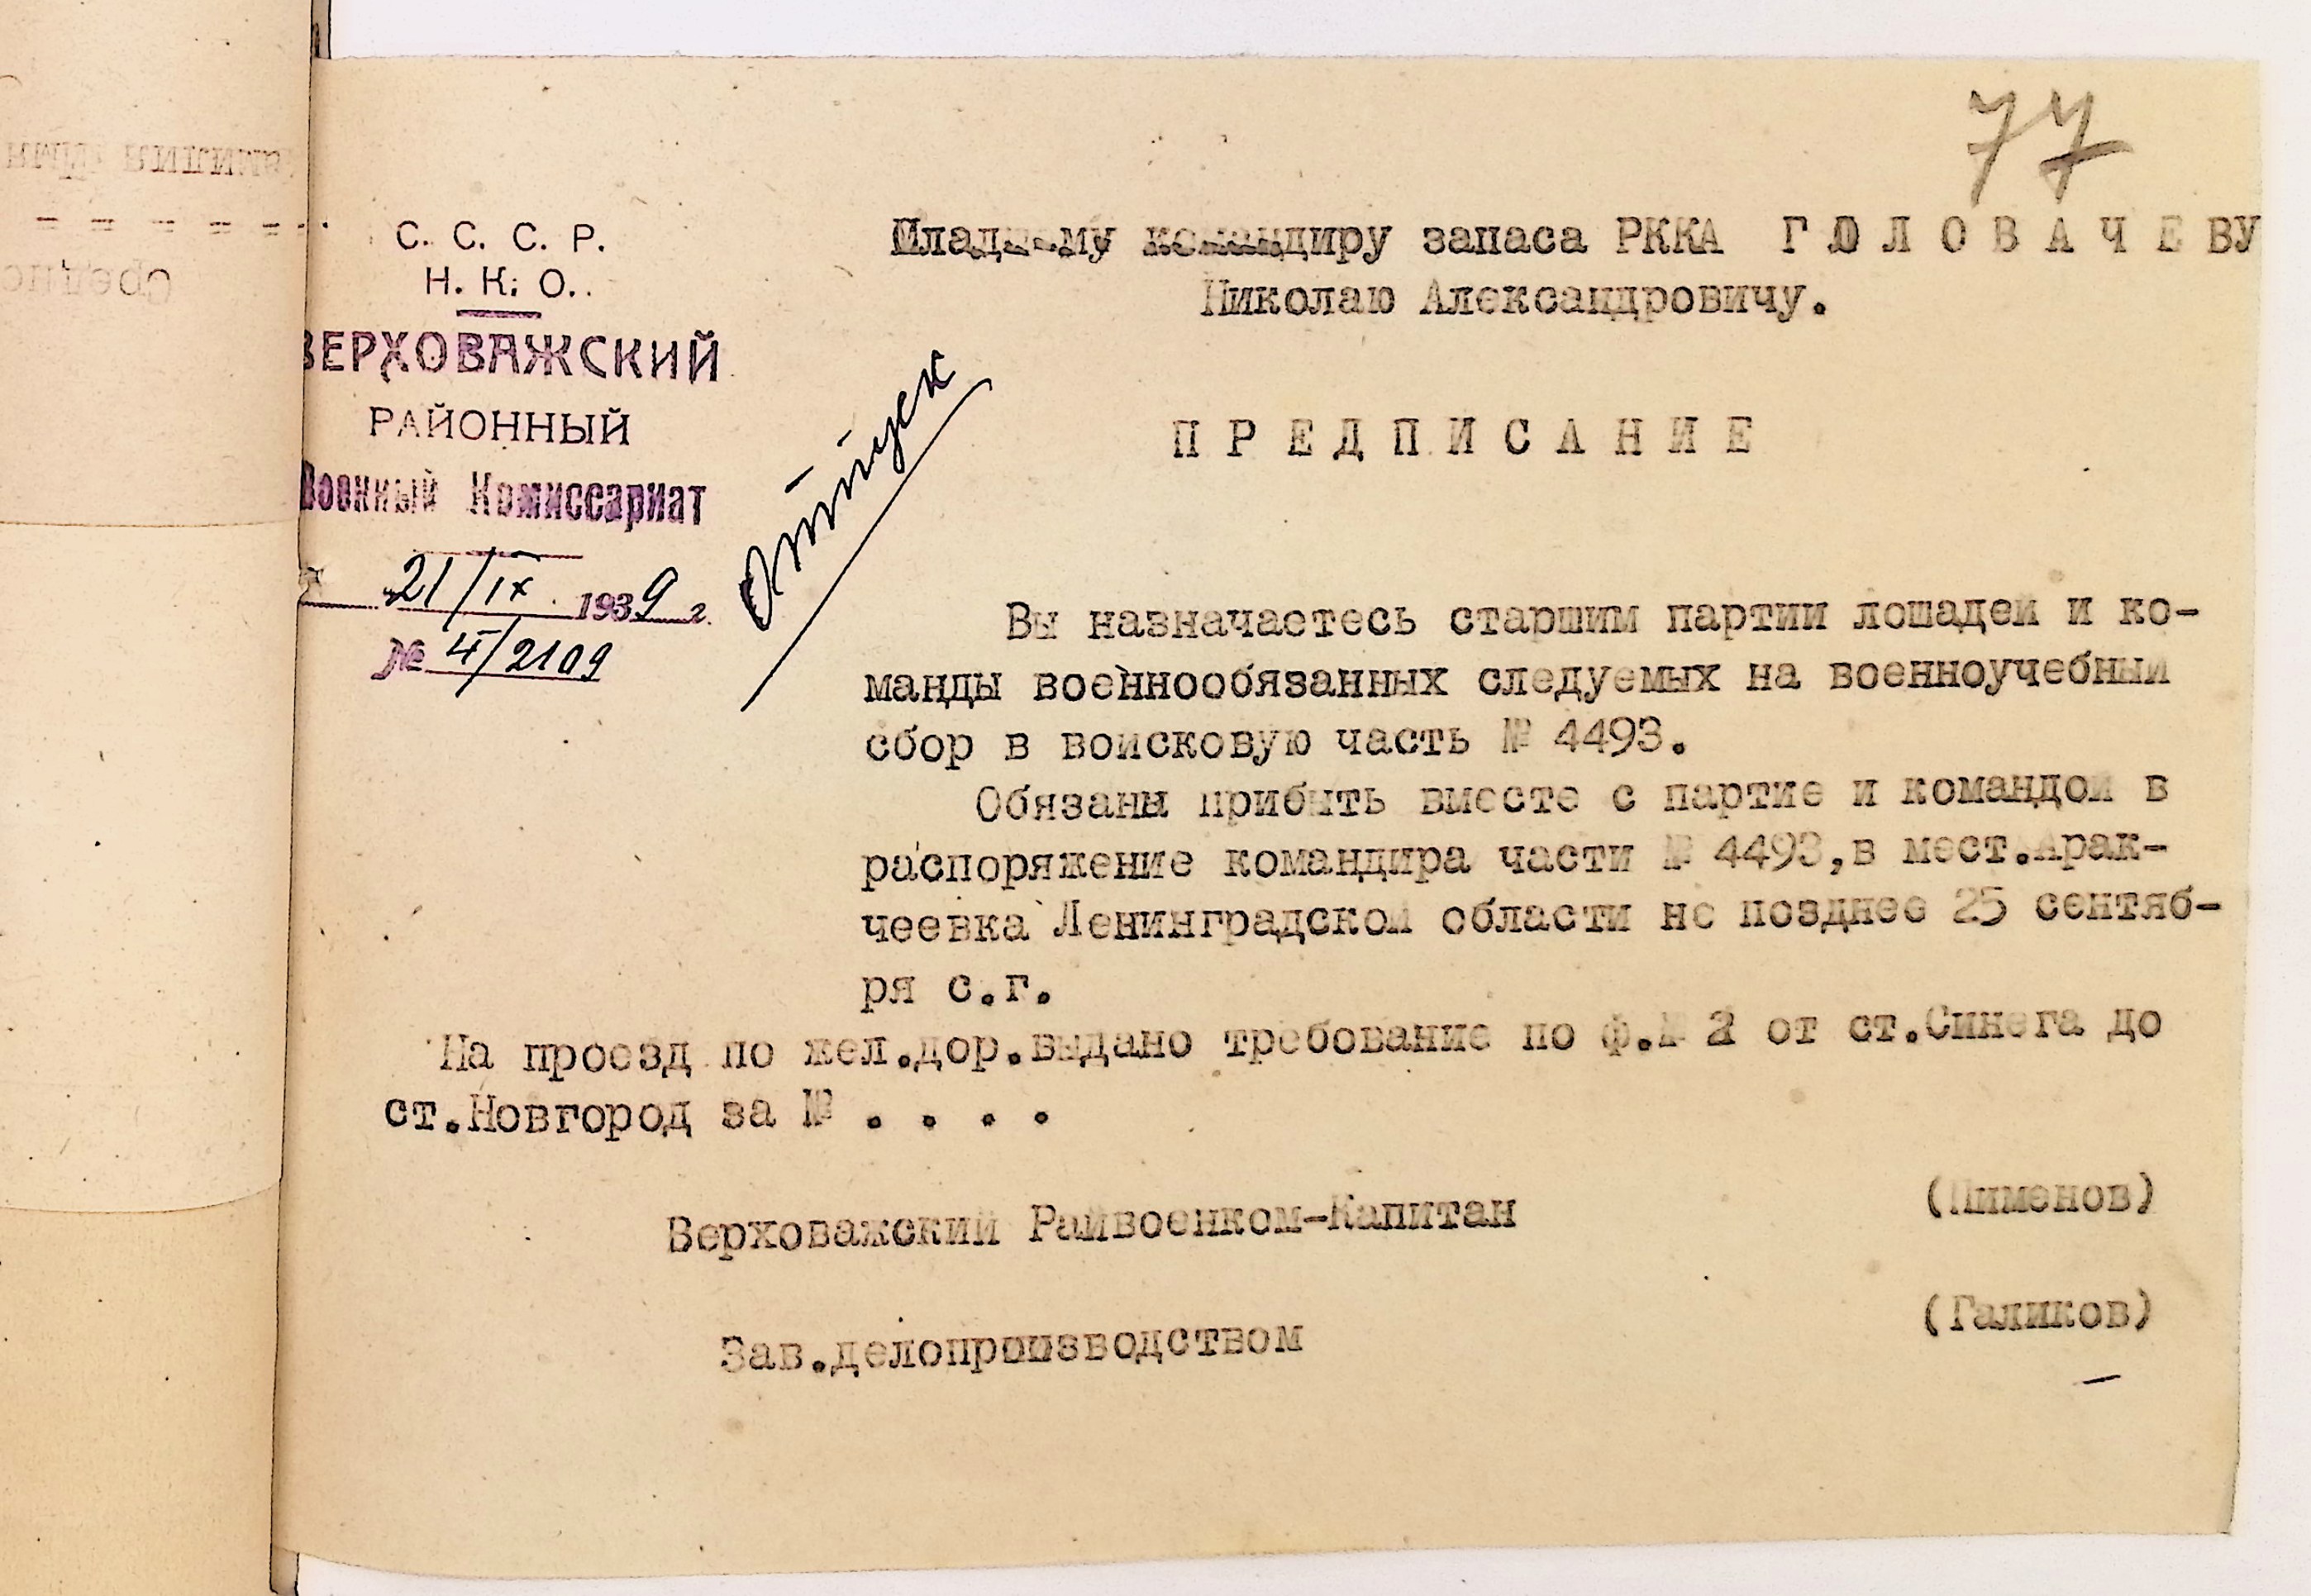 77
С. С. С. Р.
Н. К. О.
ВЕРХОВАЖСКИЙ
РАЙОННЫЙ
Военный Комиссариат
21/IX 1939 г.
№ 4/2109
Отпуск
Младшему командиру запаса РККА ГОЛОВАЧЕВУ
Николаю Александровичу.
ПРЕДПИСАНИЕ
Вы назначаетесь старшим партии лошадей и ко-
манды военнообязанных следуемых на военноучебный
сбор в воисковую часть № 4493.
Обязаны прибыть вместе с партие и командой в
распоряжение командира части № 4493, в мест.Арак-
чеевка Ленинградской области не позднее 25 сентяб-
ря с.г.
На проезд по жел.дор.выдано требование по ф.№ 2 от ст.Синега до
ст.Новгород за № . . . .
Верховажский Райвоенком-Капитан (Пименов)
Зав.делопроизводством (Галиков)